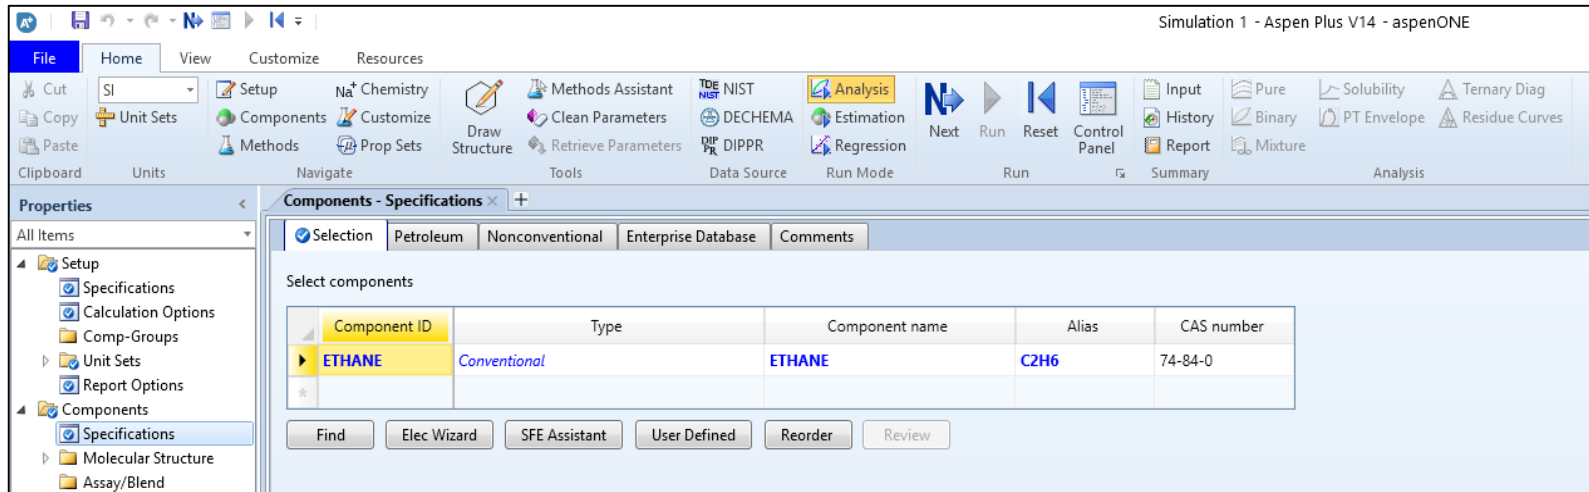 Simulation 1 - Aspen Plus V14 - aspenONE
File Home View Customize Resources
Cut SI Setup Na+ Chemistry Methods Assistant TDE NIST NIST Analysis Input Pure Solubility Ternary Diag
Copy Unit Sets Components Customize Clean Parameters DECHEMA Estimation History Binary PT Envelope Residue Curves
Draw Structure Next Run Reset Control Panel
Paste Methods Prop Sets Retrieve Parameters DIPPR Regression Report Mixture
Clipboard Units Navigate Tools Data Source Run Mode Run Summary Analysis
Properties Components - Specifications
All Items Selection Petroleum Nonconventional Enterprise Database Comments
Setup
Specifications Select components
Calculation Options
Comp-Groups Component ID Type Component name Alias CAS number
Unit Sets ETHANE Conventional ETHANE C2H6 74-84-0
Report Options
Components
Specifications Find Elec Wizard SFE Assistant User Defined Reorder Review
Molecular Structure
Assay/Blend